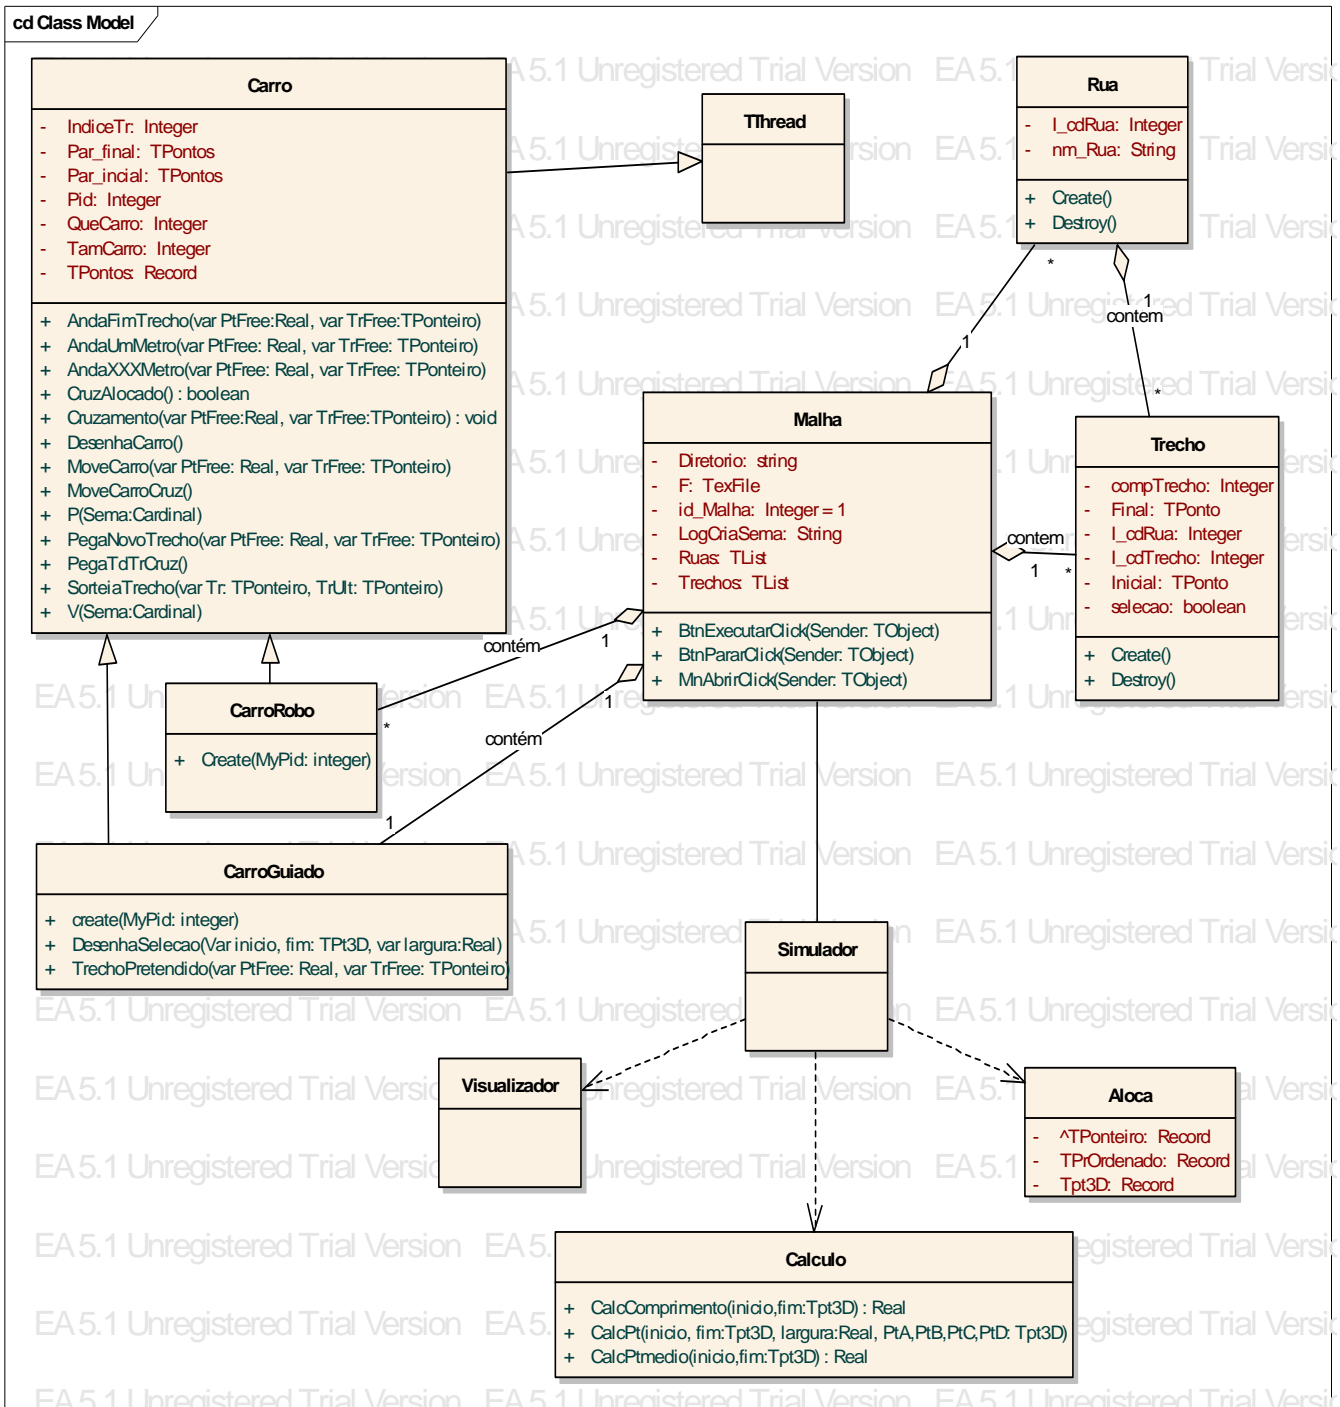 cd Class Model
Carro
- IndiceTr: Integer
- Par_final: TPontos
- Par_incial: TPontos
- Pid: Integer
- QueCarro: Integer
- TamCarro: Integer
- TPontos: Record
+ AndaFimTrecho(var PtFree:Real, var TrFree:TPonteiro)
+ AndaUmMetro(var PtFree: Real, var TrFree: TPonteiro)
+ AndaXXXMetro(var PtFree: Real, var TrFree: TPonteiro)
+ CruzAlocado() : boolean
+ Cruzamento(var PtFree:Real, var TrFree:TPonteiro) : void
+ DesenhaCarro()
+ MoveCarro(var PtFree: Real, var TrFree: TPonteiro)
+ MoveCarroCruz()
+ P(Sema:Cardinal)
+ PegaNovoTrecho(var PtFree: Real, var TrFree: TPonteiro)
+ PegaTdTrCruz()
+ SorteiaTrecho(var Tr: TPonteiro, TrUlt: TPonteiro)
+ V(Sema:Cardinal)
TThread
Rua
- I_cdRua: Integer
- nm_Rua: String
+ Create()
+ Destroy()
*
1
1
contem
*
Malha
- Diretorio: string
- F: TexFile
- id_Malha: Integer = 1
- LogCriaSema: String
- Ruas: TList
- Trechos: TList
+ BtnExecutarClick(Sender: TObject)
+ BtnPararClick(Sender: TObject)
+ MnAbrirClick(Sender: TObject)
contem
1
*
Trecho
- compTrecho: Integer
- Final: TPonto
- I_cdRua: Integer
- I_cdTrecho: Integer
- Inicial: TPonto
- selecao: boolean
+ Create()
+ Destroy()
contém
1
*
contém
1
1
CarroRobo
+ Create(MyPid: integer)
CarroGuiado
+ create(MyPid: integer)
+ DesenhaSelecao(Var inicio, fim: TPt3D, var largura:Real)
+ TrechoPretendido(var PtFree: Real, var TrFree: TPonteiro)
Simulador
Visualizador
Aloca
- ^TPonteiro: Record
- TPrOrdenado: Record
- Tpt3D: Record
Calculo
+ CalcComprimento(inicio,fim:Tpt3D) : Real
+ CalcPt(inicio, fim:Tpt3D, largura:Real, PtA,PtB,PtC,PtD: Tpt3D)
+ CalcPtmedio(inicio,fim:Tpt3D) : Real
EA 5.1 Unregistered Trial Version